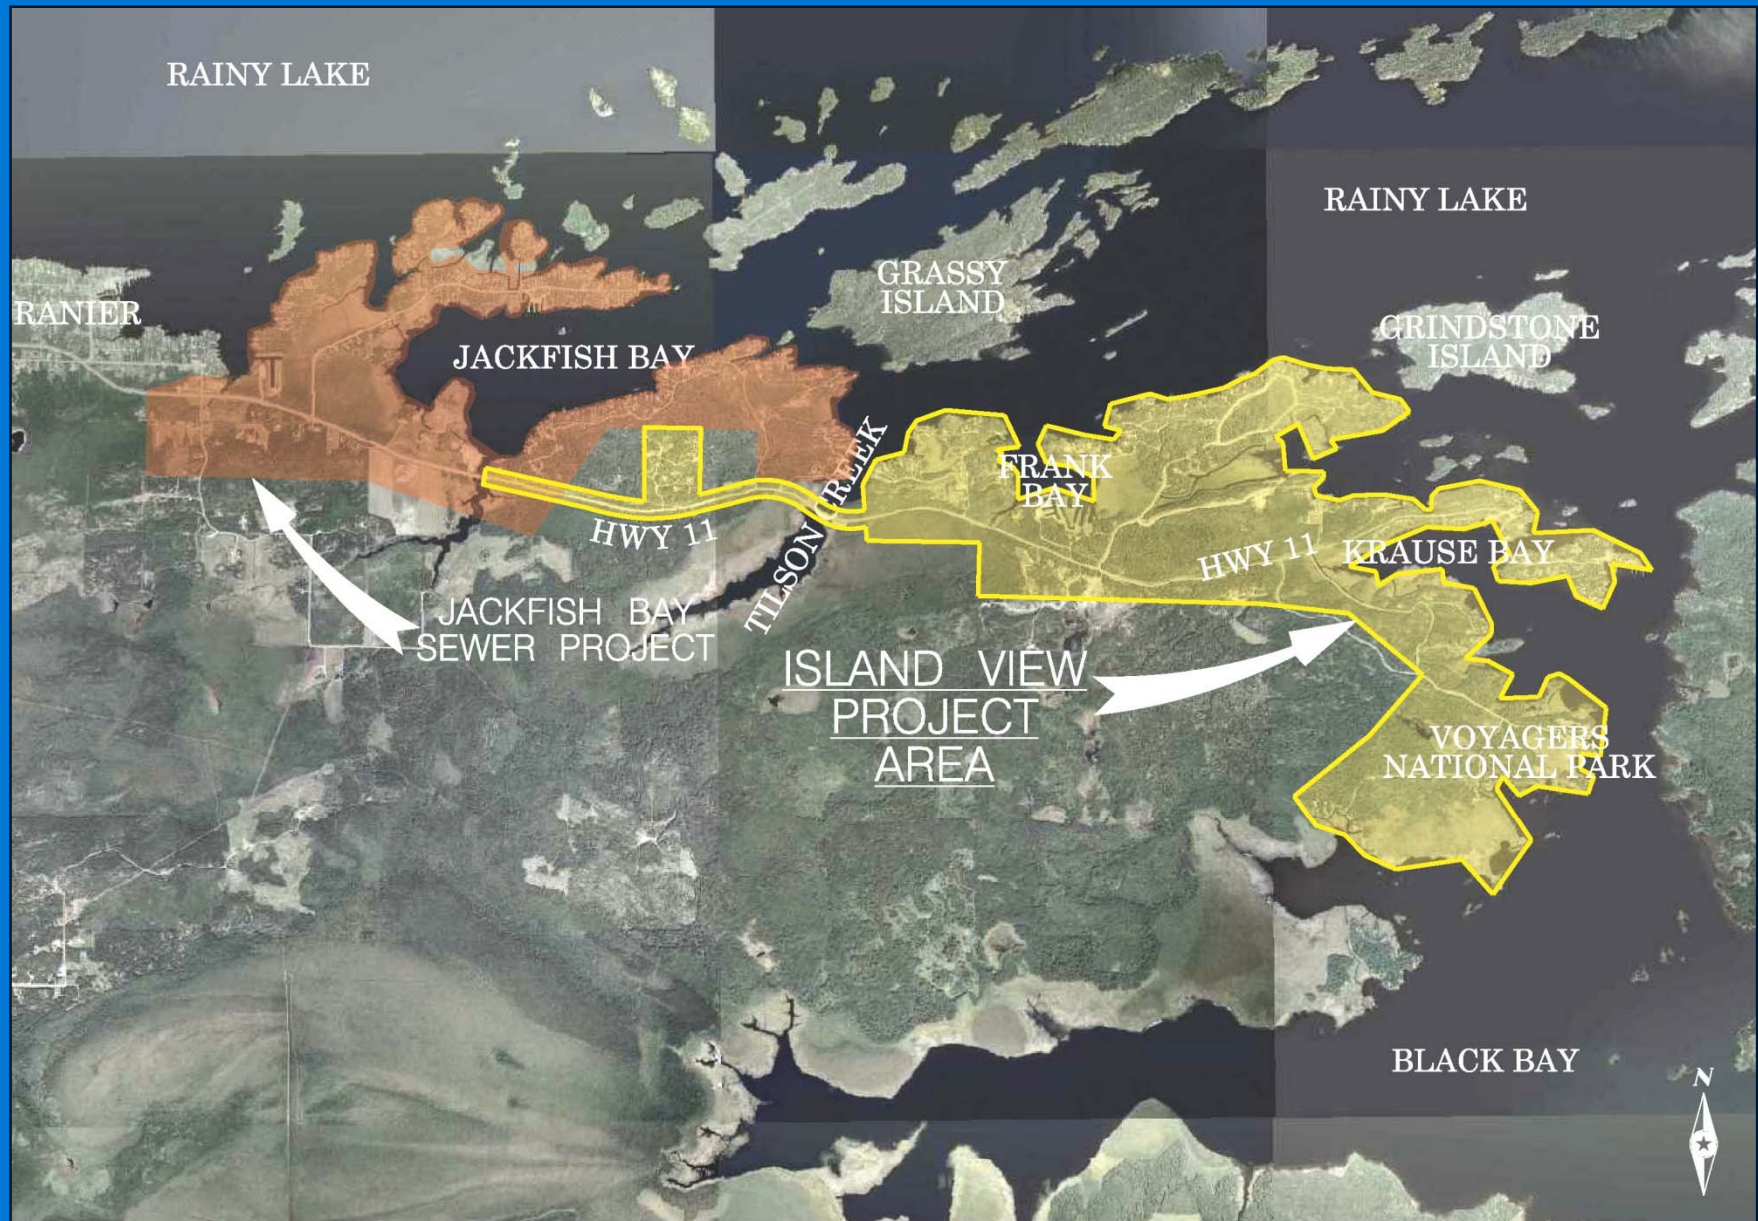 RAINY LAKE
RAINY LAKE
GRASSY
ISLAND
RANIER
GRINDSTONE
ISLAND
JACKFISH BAY
FRANK
BAY
HWY 11
HWY 11
KRAUSE BAY
TILSON CREEK
JACKFISH BAY
SEWER PROJECT
ISLAND VIEW
PROJECT
AREA
VOYAGERS
NATIONAL PARK
BLACK BAY
N